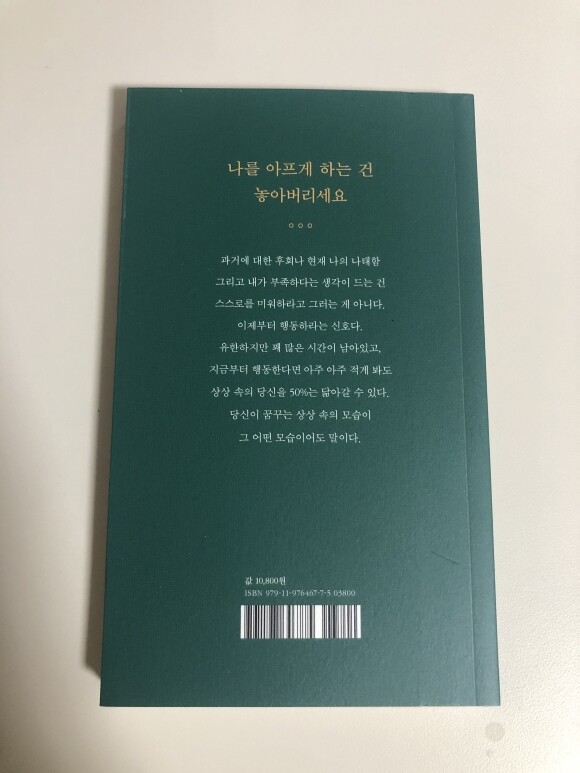 나를 아프게 하는 건
놓아버리세요
○○○
과거에 대한 후회나 현재 나의 나태함
그리고 내가 부족하다는 생각이 드는 건
스스로를 미워하라고 그러는 게 아니다.
이제부터 행동하라는 신호다.
유한하지만 꽤 많은 시간이 남아있고,
지금부터 행동한다면 아주 아주 적게 봐도
상상 속의 당신을 50%는 닮아갈 수 있다.
당신이 꿈꾸는 상상 속의 모습이
그 어떤 모습이어도 말이다.
값 10,800원
ISBN 979-11-976467-7-5 03800